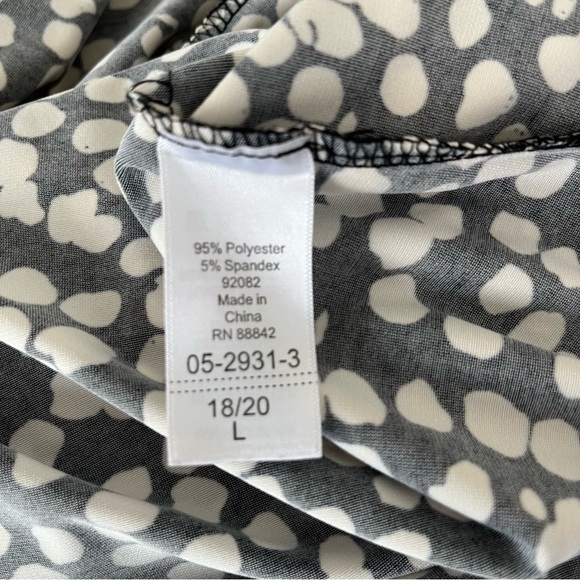 95% Polyester
5% Spandex
92082
Made in
China
RN 88842
05-2931-3
18/20
L